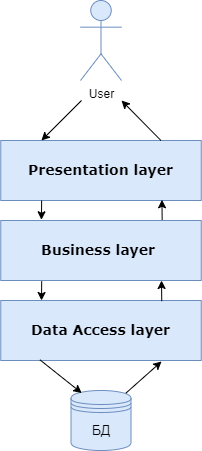 User
Presentation layer
Business layer
Data Access layer
БД